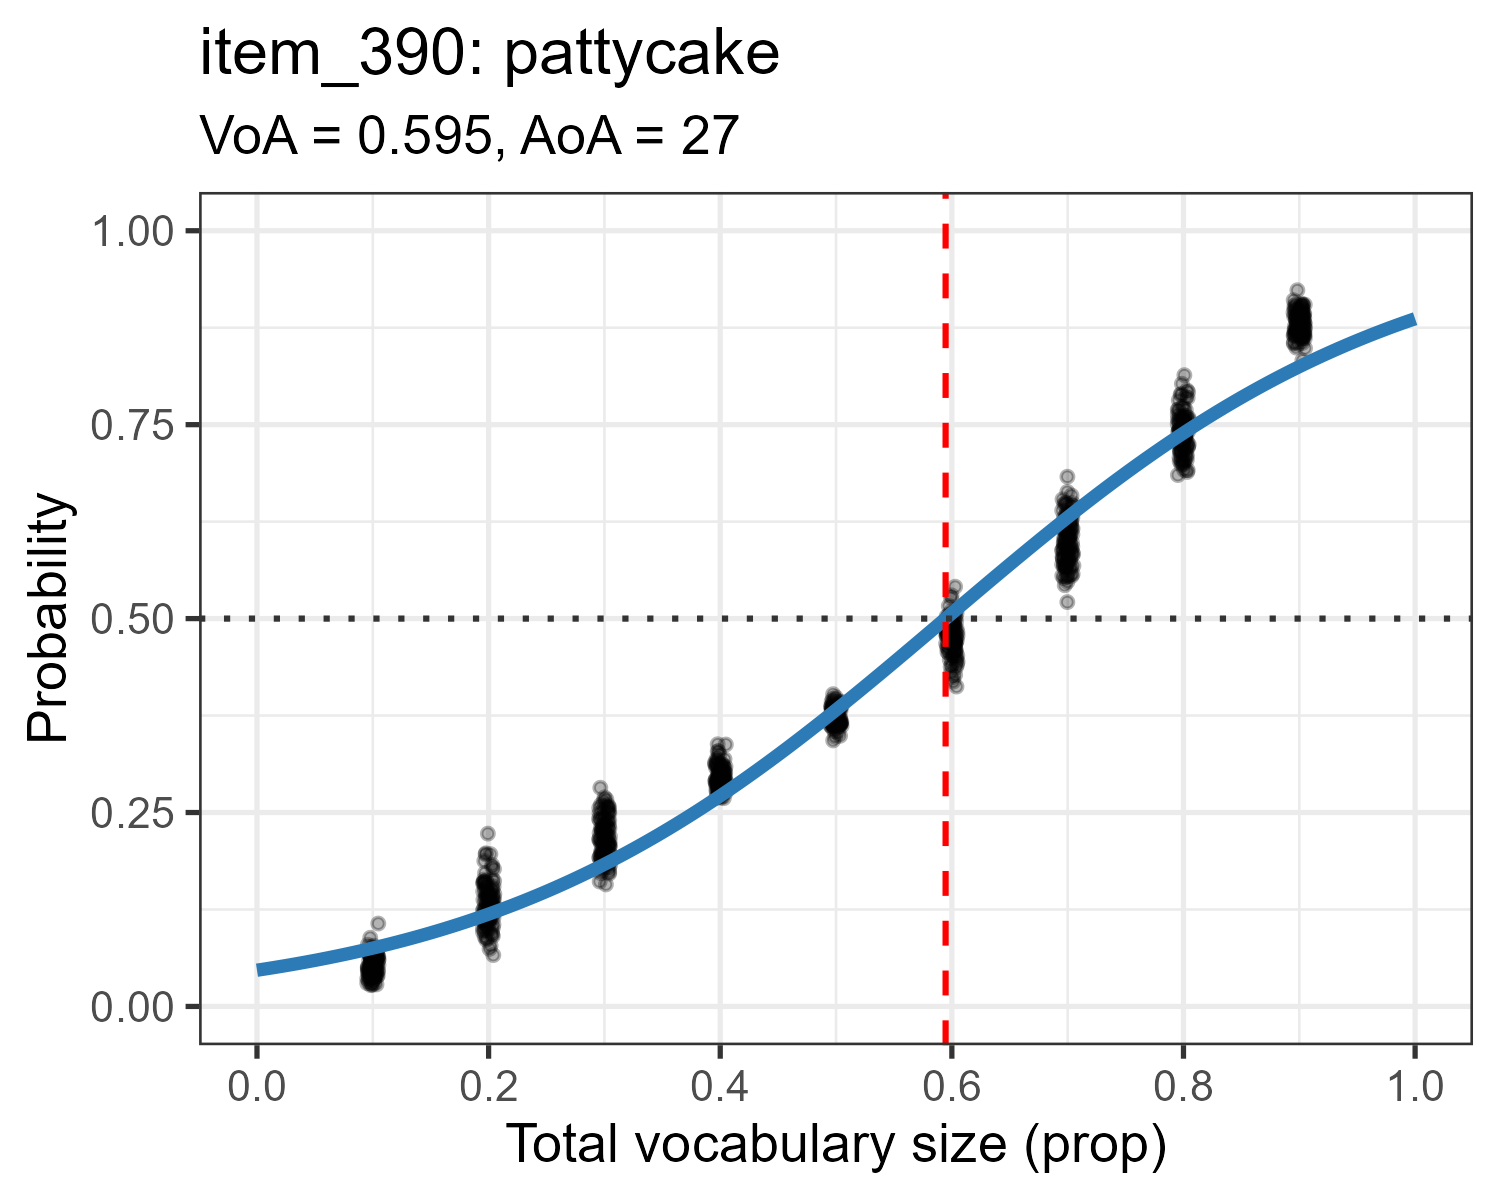 item_390: pattycake
VoA = 0.595, AoA = 27
Probability
1.00
0.75
0.50
0.25
0.00
0.0 0.2 0.4 0.6 0.8 1.0
Total vocabulary size (prop)